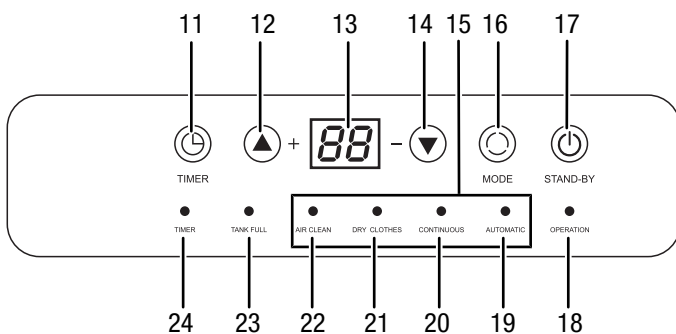 11 12 13 14 15 16 17
+ 88 -
TIMER MODE STAND-BY
TIMER TANK FULL AIR CLEAN DRY CLOTHES CONTINUOUS AUTOMATIC OPERATION
24 23 22 21 20 19 18